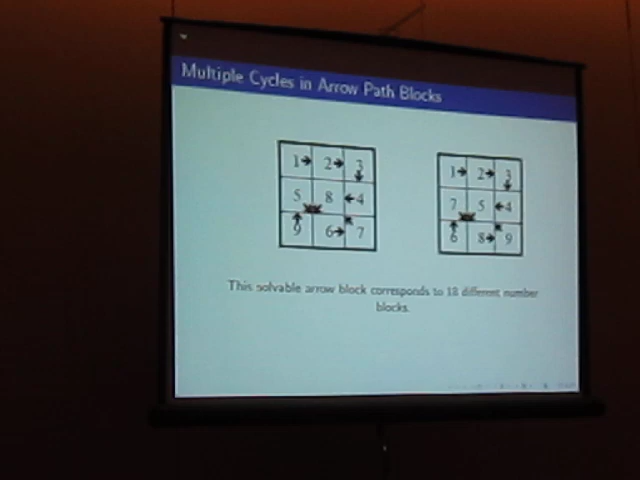 Multiple Cycles in Arrow Path Blocks
1 2 3
5 8 4
9 6 7
1 2 3
7 5 4
6 8 9
This solvable arrow block corresponds to 18 different number
blocks.